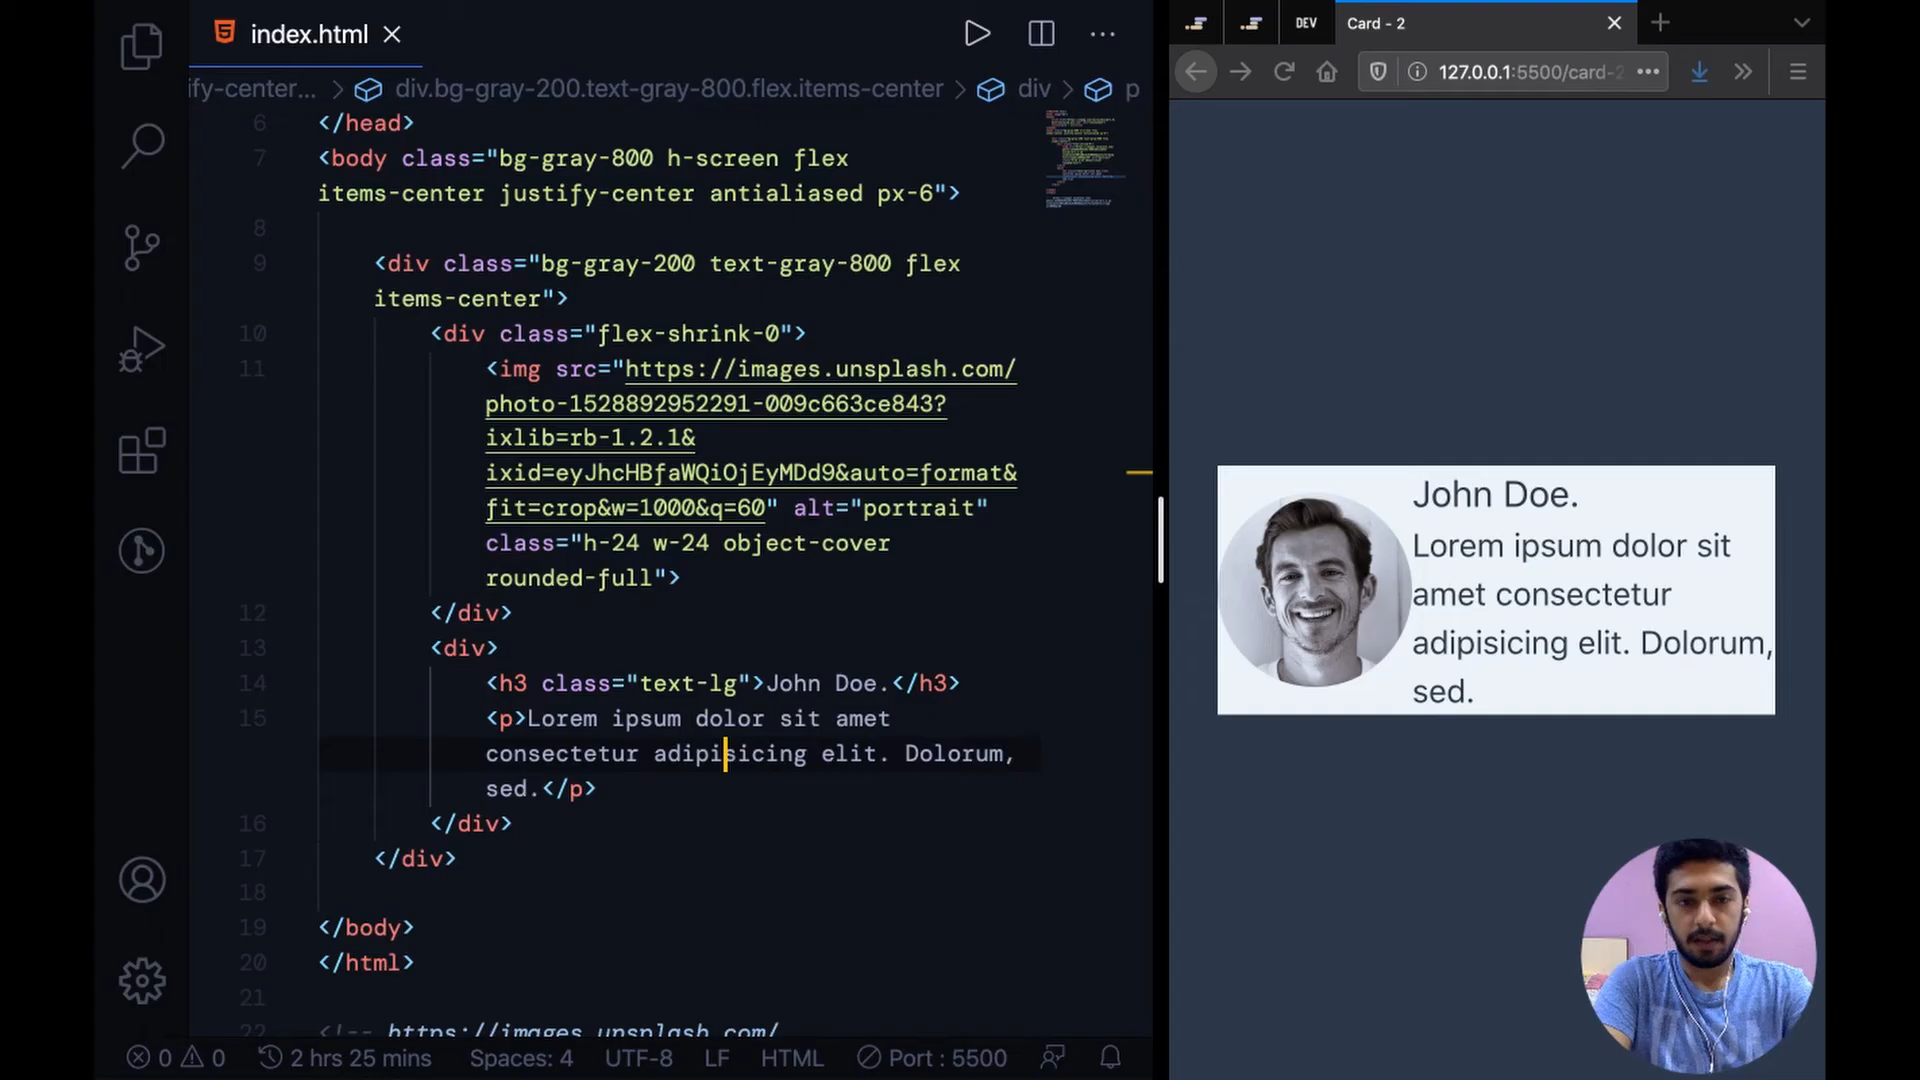 index.html
DEV
Card - 2
127.0.0.1:5500/card-2
ify-center...
div.bg-gray-200.text-gray-800.flex.items-center
div
p
6 </head>
7 <body class="bg-gray-800 h-screen flex
items-center justify-center antialiased px-6">
8
9 <div class="bg-gray-200 text-gray-800 flex
items-center">
10 <div class="flex-shrink-0">
11 <img src="https://images.unsplash.com/
photo-1528892952291-009c663ce843?
ixlib=rb-1.2.1&
ixid=eyJhcHBfaWQiOjEyMDd9&auto=format&
fit=crop&w=1000&q=60" alt="portrait"
class="h-24 w-24 object-cover
rounded-full">
12 </div>
13 <div>
14 <h3 class="text-lg">John Doe.</h3>
15 <p>Lorem ipsum dolor sit amet
consectetur adipisicing elit. Dolorum,
sed.</p>
16 </div>
17 </div>
18
19 </body>
20 </html>
21
22 <!-- https://images.unsplash.com/
0 0 2 hrs 25 mins Spaces: 4 UTF-8 LF HTML Port : 5500
John Doe.
Lorem ipsum dolor sit
amet consectetur
adipisicing elit. Dolorum,
sed.